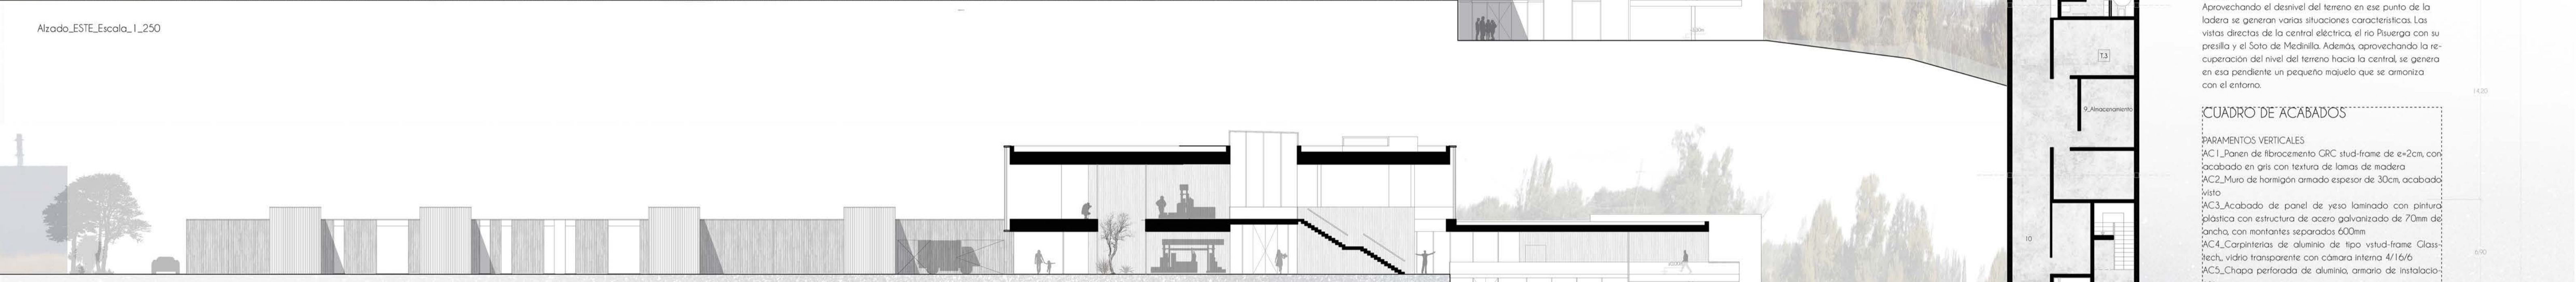 Alzado_ESTE_Escala_1_250
T.3
9_Almacenamiento
10
Aprovechando el desnivel del terreno en ese punto de la
ladera se generan varias situaciones caracteristicas. Las
vistas directas de la central eléctrica, el rio Pisuerga con su
presilla y el Soto de Medinilla. Además, aprovechando la re-
cuperación del nivel del terreno hacia la central, se genera
en esa pendiente un pequeño majuelo que se armoniza
con el entorno.
CUADRO DE ACABADOS
PARAMENTOS VERTICALES
AC1_Panen de fibrocemento GRC stud-frame de e=2cm, con
acabado en gris con textura de lamas de madera
AC2_Muro de hormigón armado espesor de 30cm, acabado
visto
AC3_Acabado de panel de yeso laminado con pintura
plástica con estructura de acero galvanizado de 70mm de
ancho, con montantes separados 600mm
AC4_Carpinterias de aluminio de tipo vstud-frame Glass-
tech,, vidrio transparente con cámara interna 4/16/6
AC5_Chapa perforada de aluminio, armario de instalacio-
14.20
6.90